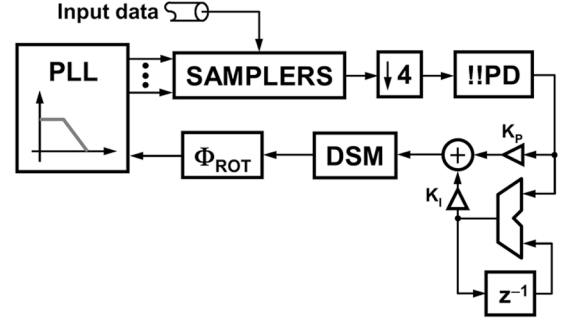 Input data
PLL
SAMPLERS
↓4
!!PD
Φ_ROT
DSM
+
K_P
K_I
z⁻¹